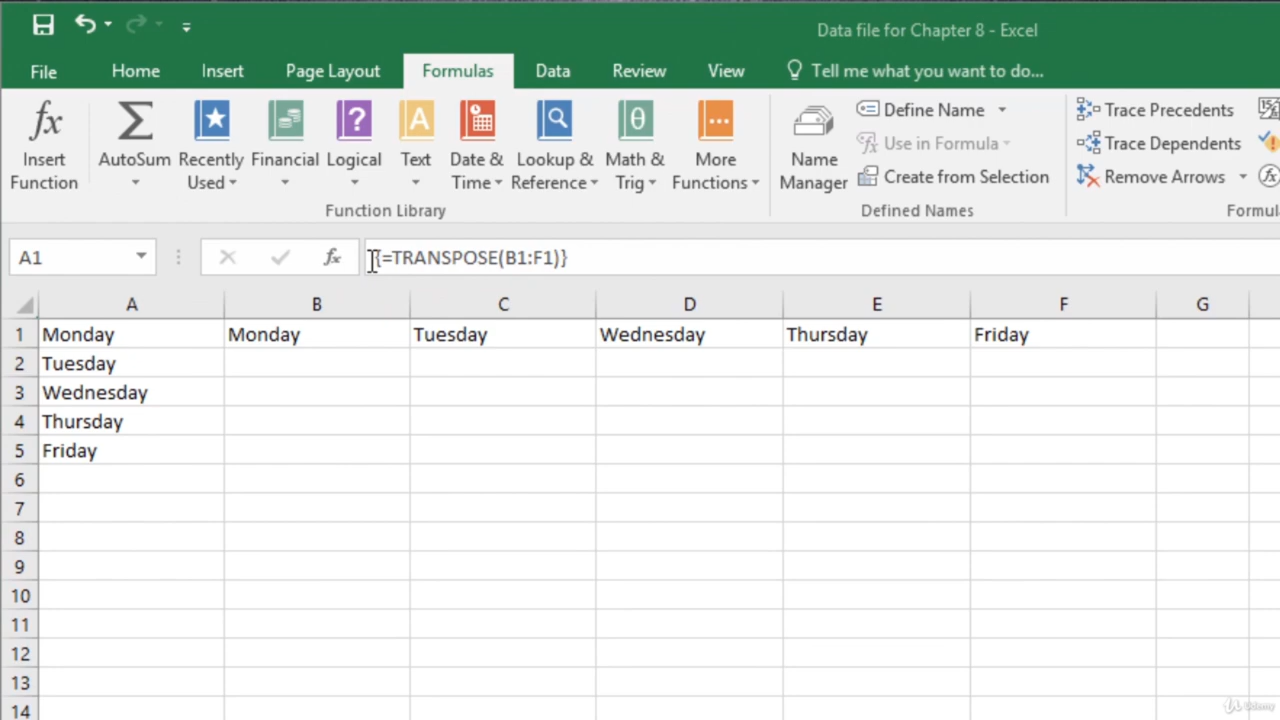 Data file for Chapter 8 - Excel
File Home Insert Page Layout Formulas Data Review View Tell me what you want to do...
fx Σ ? A θ
Insert Function AutoSum Recently Used Financial Logical Text Date & Time Lookup & Reference Math & Trig More Functions Name Manager
Define Name Trace Precedents
Use in Formula Trace Dependents
Create from Selection Remove Arrows
Function Library Defined Names Formul
A1 fx {=TRANSPOSE(B1:F1)}
A B C D E F G
1 Monday Monday Tuesday Wednesday Thursday Friday
2 Tuesday
3 Wednesday
4 Thursday
5 Friday
6
7
8
9
10
11
12
13
14
Udemy